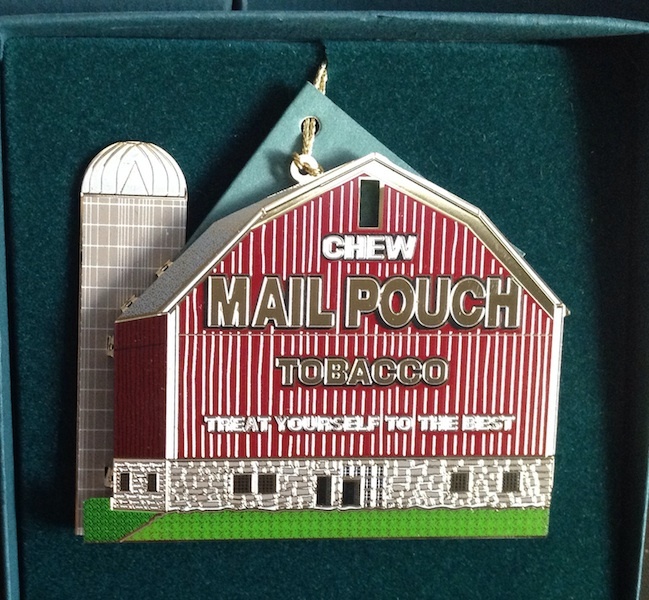 CHEW
MAIL POUCH
TOBACCO
TREAT YOURSELF TO THE BEST